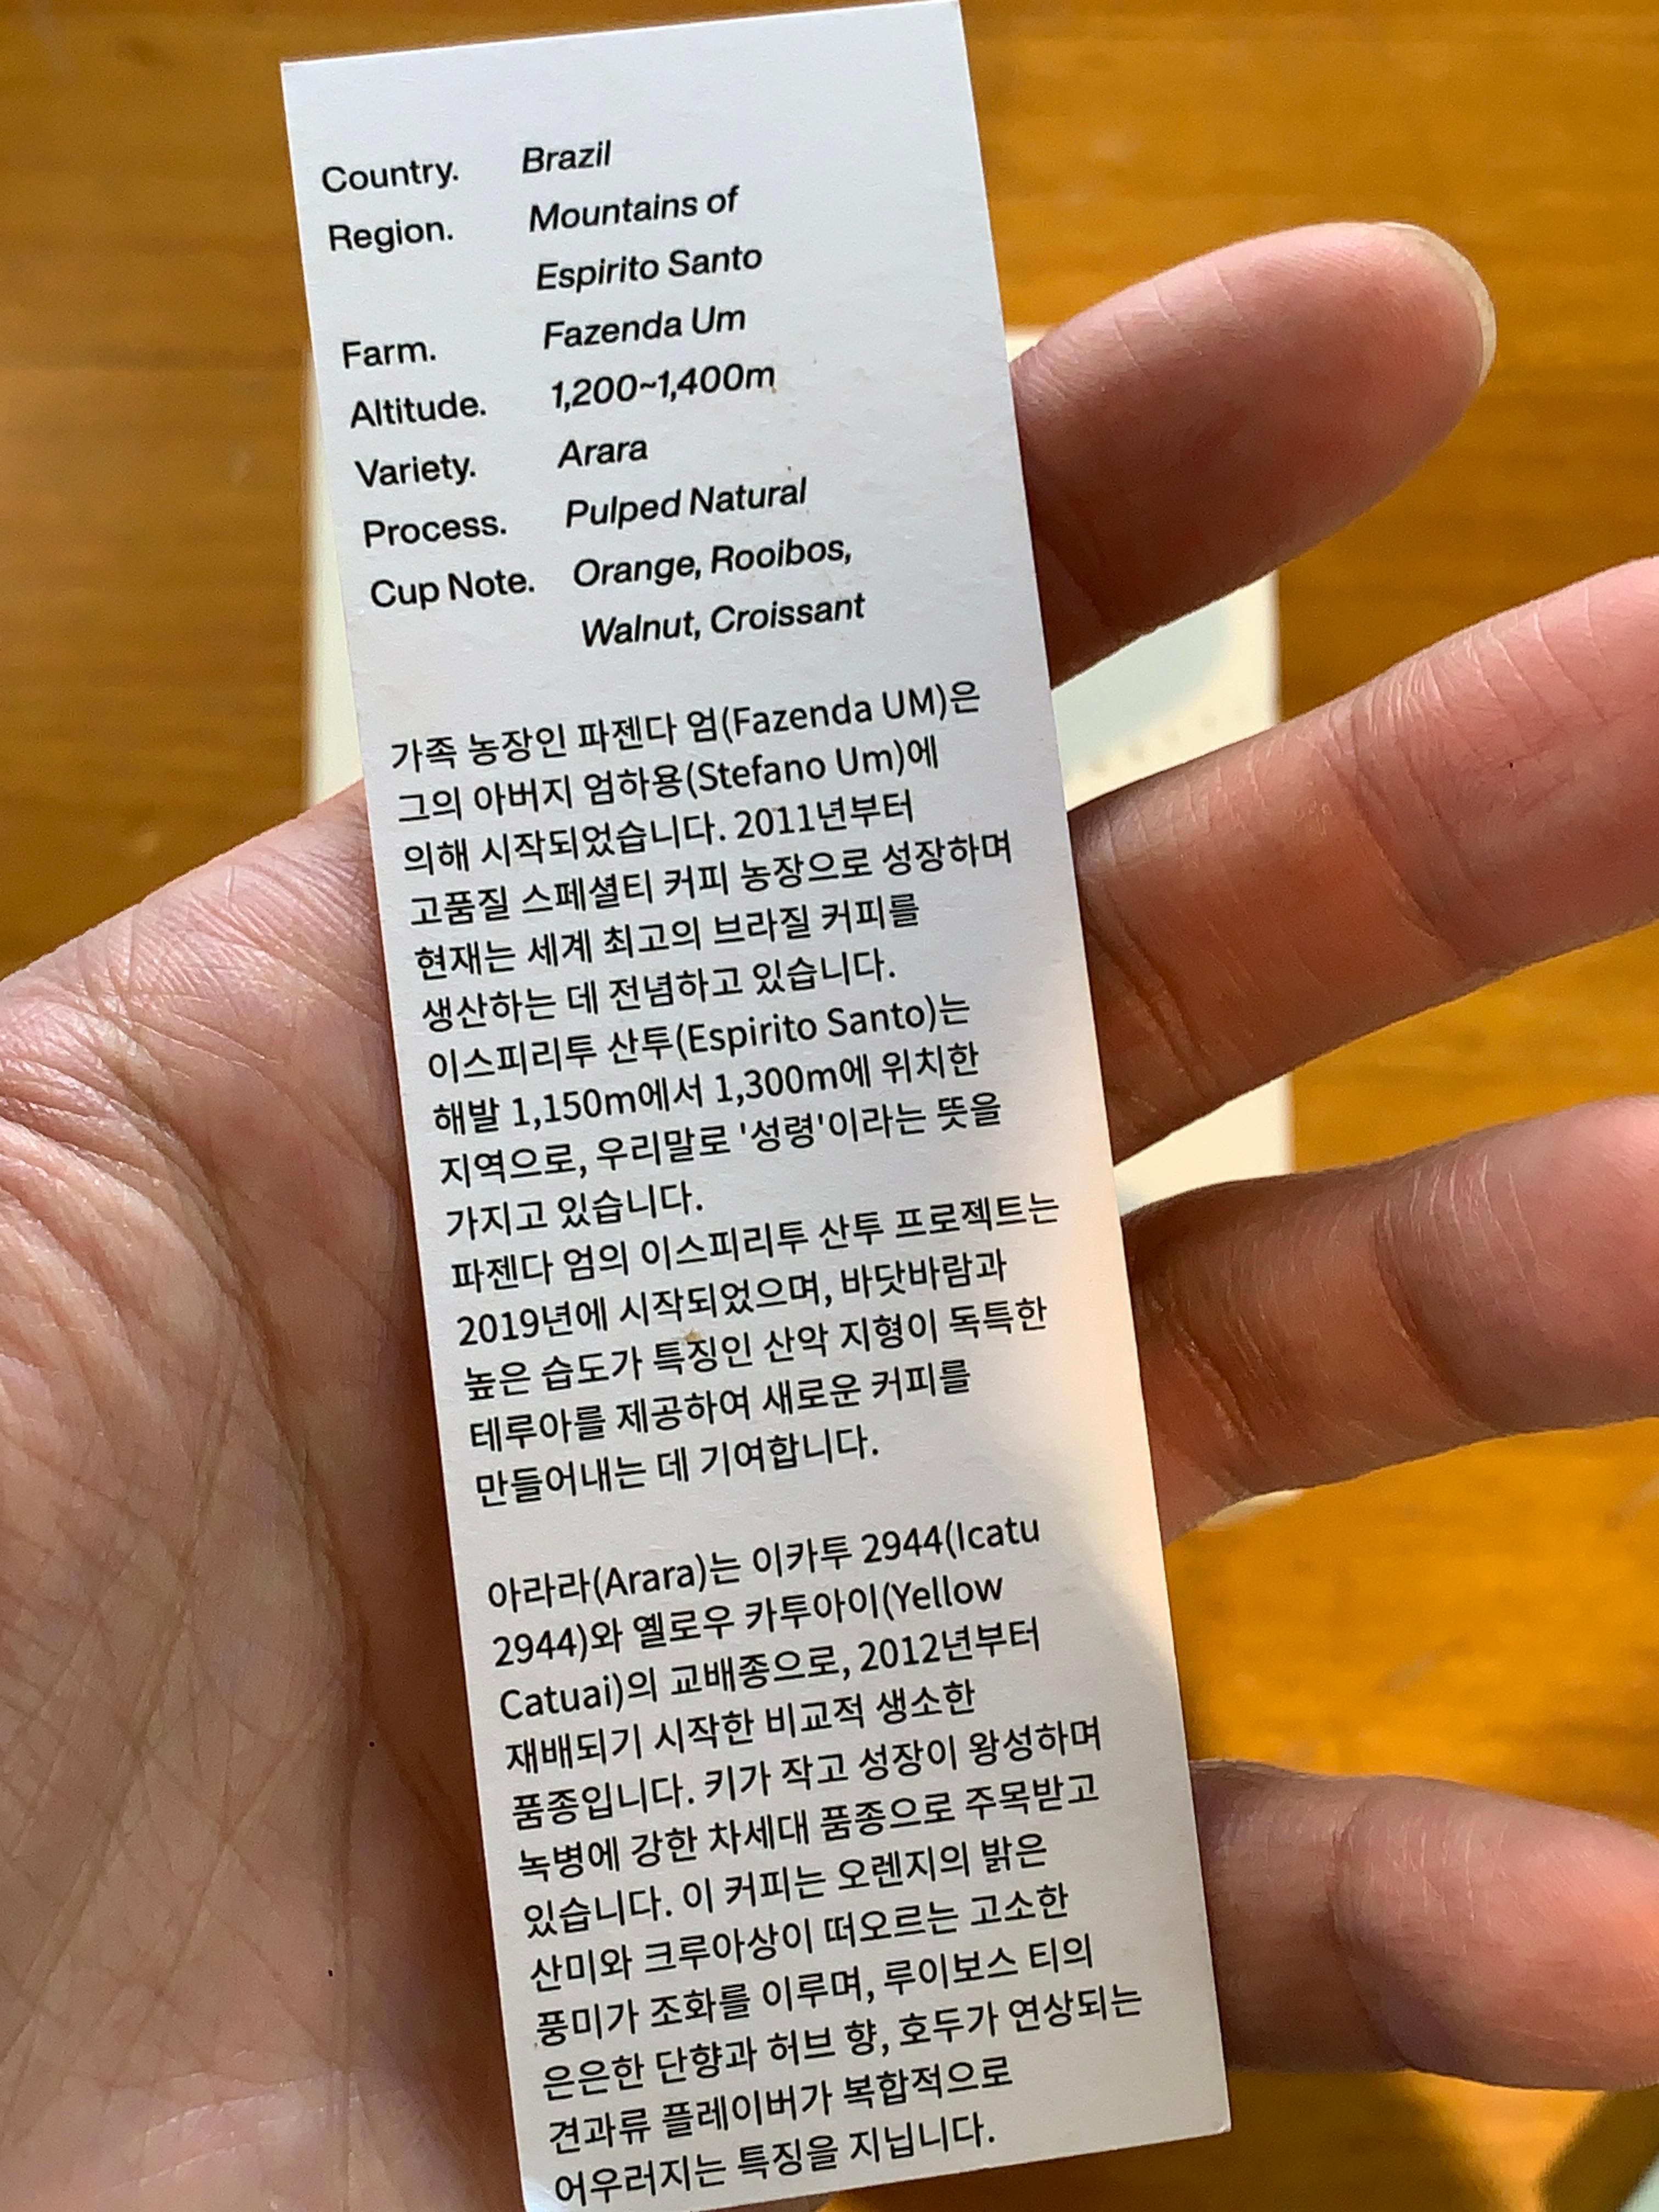 Country. Brazil
Region. Mountains of
Espirito Santo
Farm. Fazenda Um
Altitude. 1,200~1,400m
Variety. Arara
Process. Pulped Natural
Cup Note. Orange, Rooibos,
Walnut, Croissant
가족 농장인 파젠다 엄(Fazenda UM)은
그의 아버지 엄하용(Stefano Um)에
의해 시작되었습니다. 2011년부터
고품질 스페셜티 커피 농장으로 성장하며
현재는 세계 최고의 브라질 커피를
생산하는 데 전념하고 있습니다.
이스피리투 산투(Espirito Santo)는
해발 1,150m에서 1,300m에 위치한
지역으로, 우리말로 '성령'이라는 뜻을
가지고 있습니다.
파젠다 엄의 이스피리투 산투 프로젝트는
2019년에 시작되었으며, 바닷바람과
높은 습도가 특징인 산악 지형이 독특한
테루아를 제공하여 새로운 커피를
만들어내는 데 기여합니다.
아라라(Arara)는 이카투 2944(Icatu
2944)와 옐로우 카투아이(Yellow
Catuai)의 교배종으로, 2012년부터
재배되기 시작한 비교적 생소한
품종입니다. 키가 작고 성장이 왕성하며
녹병에 강한 차세대 품종으로 주목받고
있습니다. 이 커피는 오렌지의 밝은
산미와 크루아상이 떠오르는 고소한
풍미가 조화를 이루며, 루이보스 티의
은은한 단향과 허브 향, 호두가 연상되는
견과류 플레이버가 복합적으로
어우러지는 특징을 지닙니다.